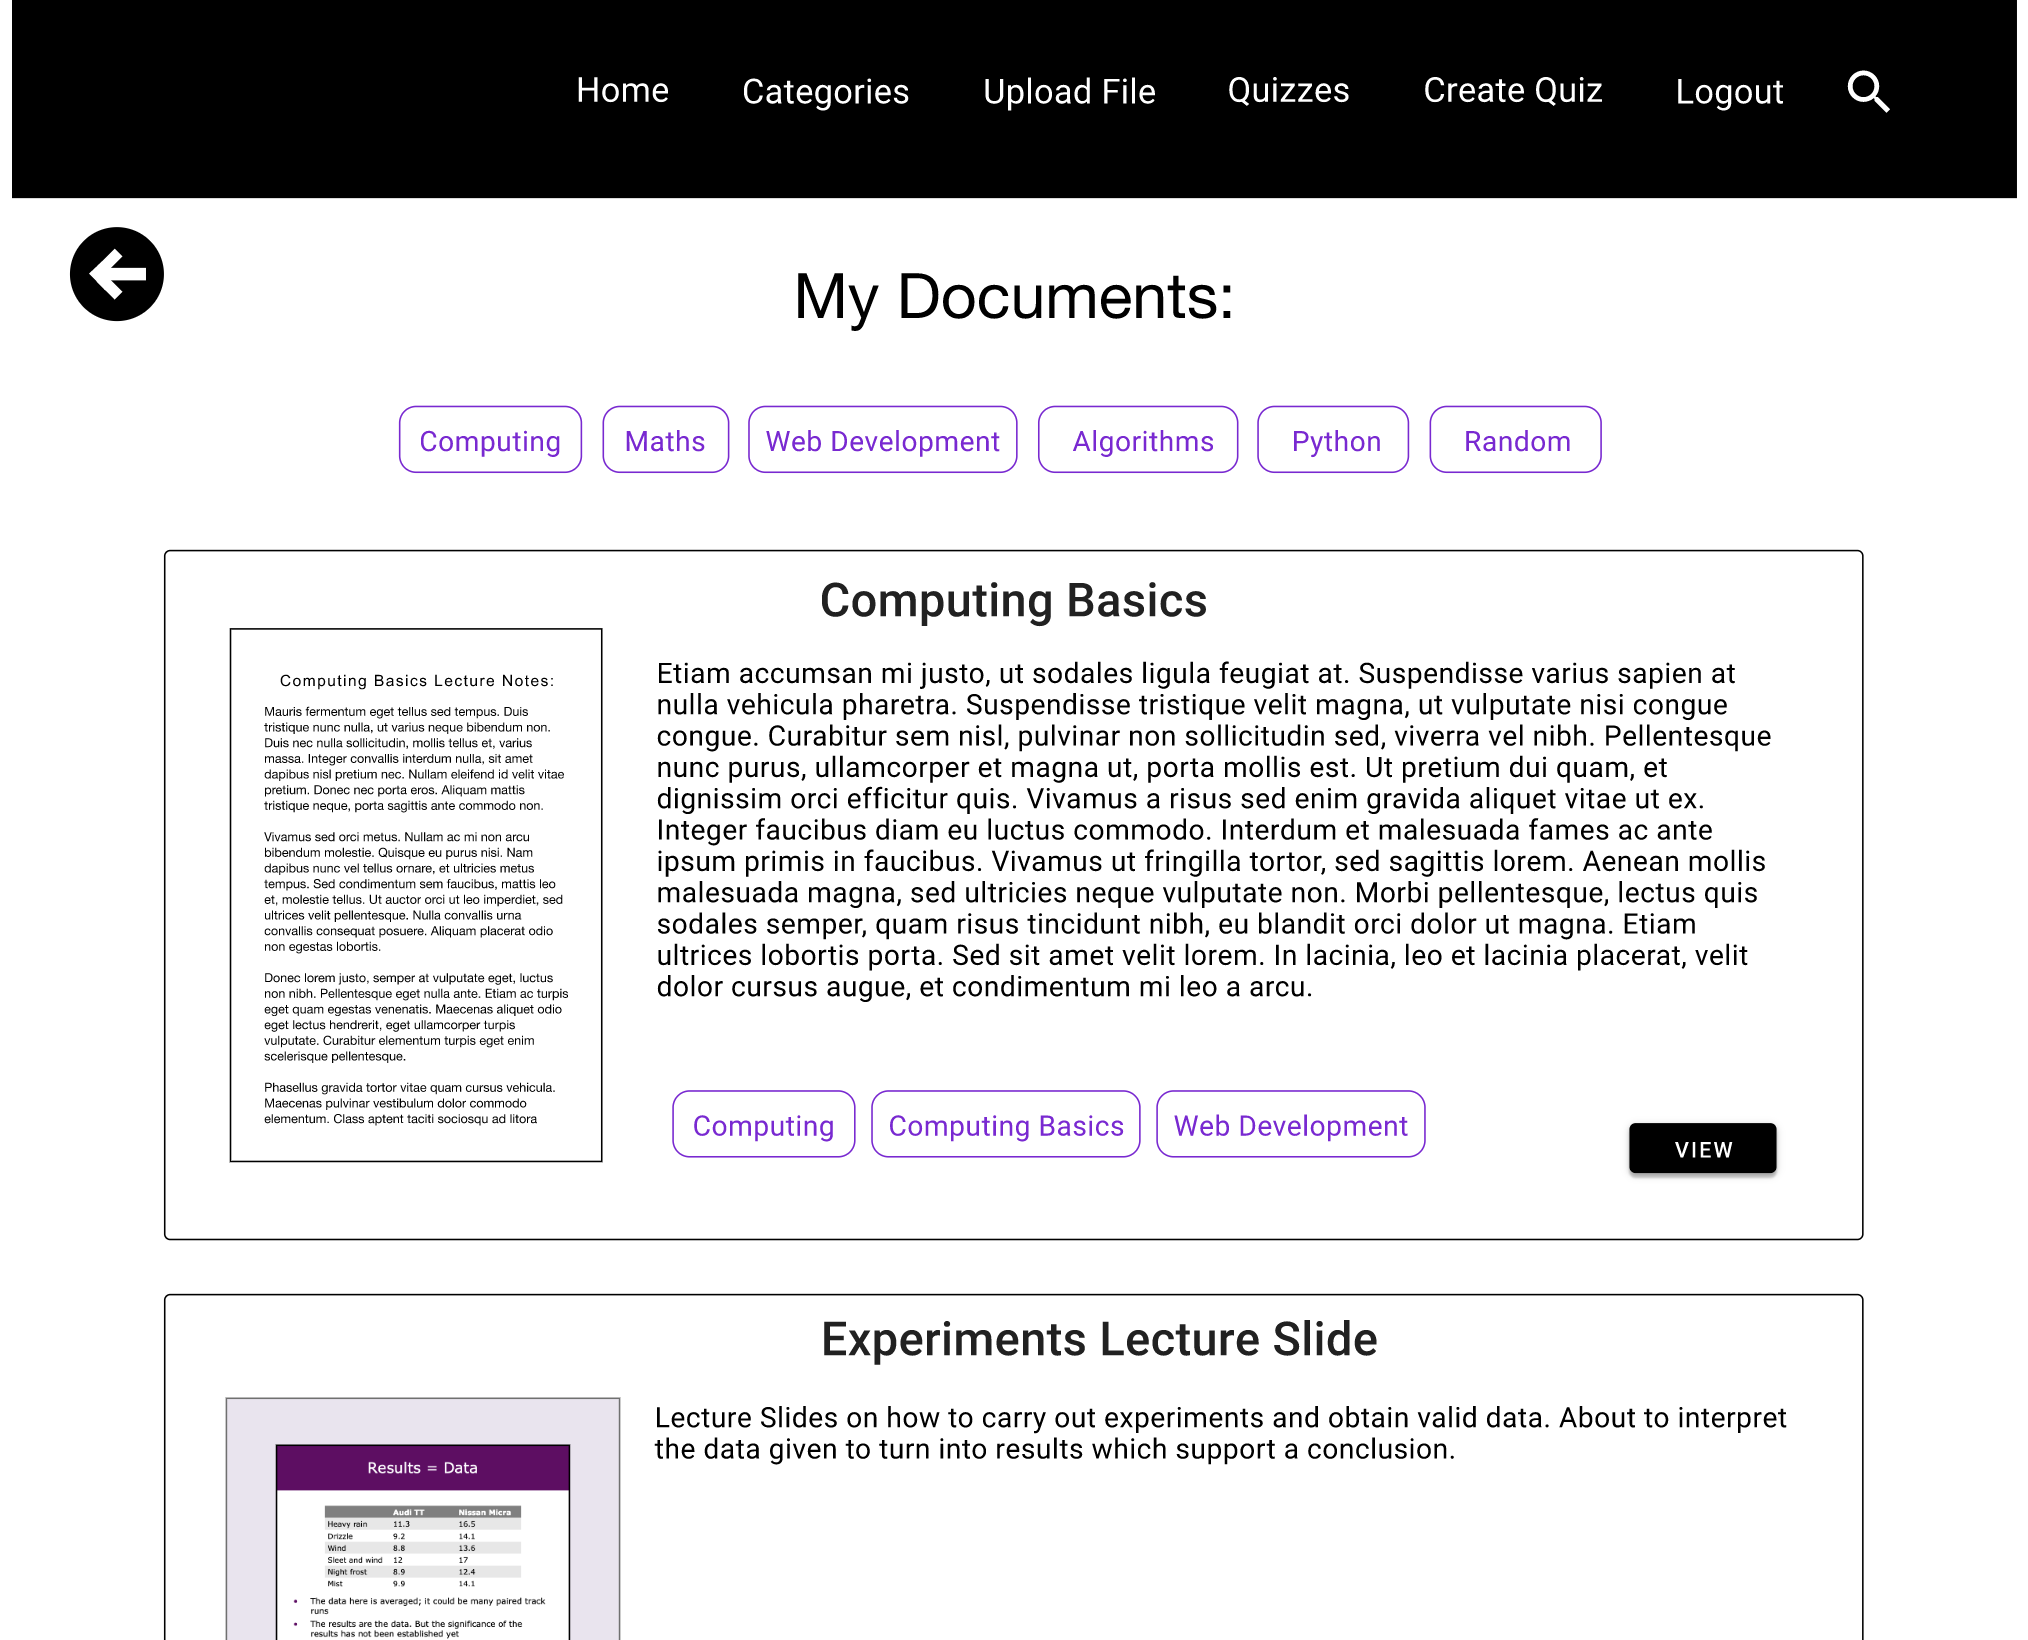 Home Categories Upload File Quizzes Create Quiz Logout
My Documents:
Computing Maths Web Development Algorithms Python Random
Computing Basics
Computing Basics Lecture Notes:
Mauris fermentum eget tellus sed tempus. Duis
tristique nunc nulla, ut varius neque bibendum non.
Duis nec nulla sollicitudin, mollis tellus et, varius
massa. Integer convallis interdum nulla, sit amet
dapibus nisl pretium nec. Nullam eleifend id velit vitae
pretium. Donec nec porta eros. Aliquam mattis
tristique neque, porta sagittis ante commodo non.
Vivamus sed orci metus. Nullam ac mi non arcu
bibendum molestie. Quisque eu purus nisi. Nam
dapibus nunc vel tellus ornare, et ultricies metus
tempus. Sed condimentum sem faucibus, mattis leo
et, molestie tellus. Ut auctor orci ut leo imperdiet, sed
ultrices velit pellentesque. Nulla convallis urna
convallis consequat posuere. Aliquam placerat odio
non egestas lobortis.
Donec lorem justo, semper at vulputate eget, luctus
non nibh. Pellentesque eget nulla ante. Etiam ac turpis
eget quam egestas venenatis. Maecenas aliquet odio
eget lectus hendrerit, eget ullamcorper turpis
vulputate. Curabitur elementum turpis eget enim
scelerisque pellentesque.
Phasellus gravida tortor vitae quam cursus vehicula.
Maecenas pulvinar vestibulum dolor commodo
elementum. Class aptent taciti sociosqu ad litora
Etiam accumsan mi justo, ut sodales ligula feugiat at. Suspendisse varius sapien at
nulla vehicula pharetra. Suspendisse tristique velit magna, ut vulputate nisi congue
congue. Curabitur sem nisl, pulvinar non sollicitudin sed, viverra vel nibh. Pellentesque
nunc purus, ullamcorper et magna ut, porta mollis est. Ut pretium dui quam, et
dignissim orci efficitur quis. Vivamus a risus sed enim gravida aliquet vitae ut ex.
Integer faucibus diam eu luctus commodo. Interdum et malesuada fames ac ante
ipsum primis in faucibus. Vivamus ut fringilla tortor, sed sagittis lorem. Aenean mollis
malesuada magna, sed ultricies neque vulputate non. Morbi pellentesque, lectus quis
sodales semper, quam risus tincidunt nibh, eu blandit orci dolor ut magna. Etiam
ultrices lobortis porta. Sed sit amet velit lorem. In lacinia, leo et lacinia placerat, velit
dolor cursus augue, et condimentum mi leo a arcu.
Computing Computing Basics Web Development
VIEW
Experiments Lecture Slide
Results = Data
Audi TT Nissan Micra
Heavy rain 11.3 16.5
Drizzle 9.2 14.1
Wind 8.8 13.6
Sleet and wind 12 17
Night frost 8.9 12.4
Mist 9.9 14.1
• The data here is averaged; it could be many paired track
runs
• The results are the data. But the significance of the
results has not been established yet
Lecture Slides on how to carry out experiments and obtain valid data. About to interpret
the data given to turn into results which support a conclusion.